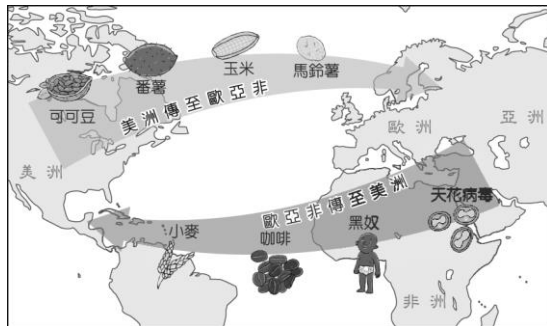 玉米
馬鈴薯
番薯
可可豆
美洲傳至歐亞非
歐洲
亞洲
美洲
歐亞非傳至美洲
天花病毒
小麥
咖啡
黑奴
非洲